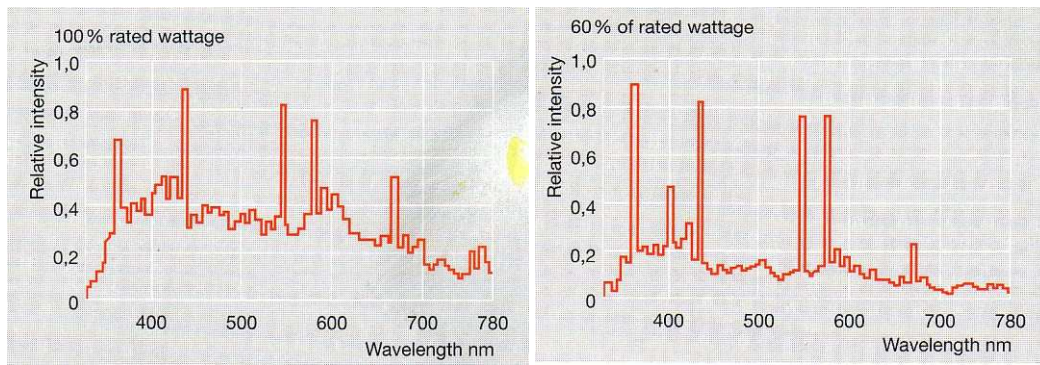 100 % rated wattage
Relative intensity
1,0
0,8
0,6
0,4
0,2
0
400 500 600 700 780
Wavelength nm
60 % of rated wattage
Relative intensity
1,0
0,8
0,6
0,4
0,2
0
400 500 600 700 780
Wavelength nm